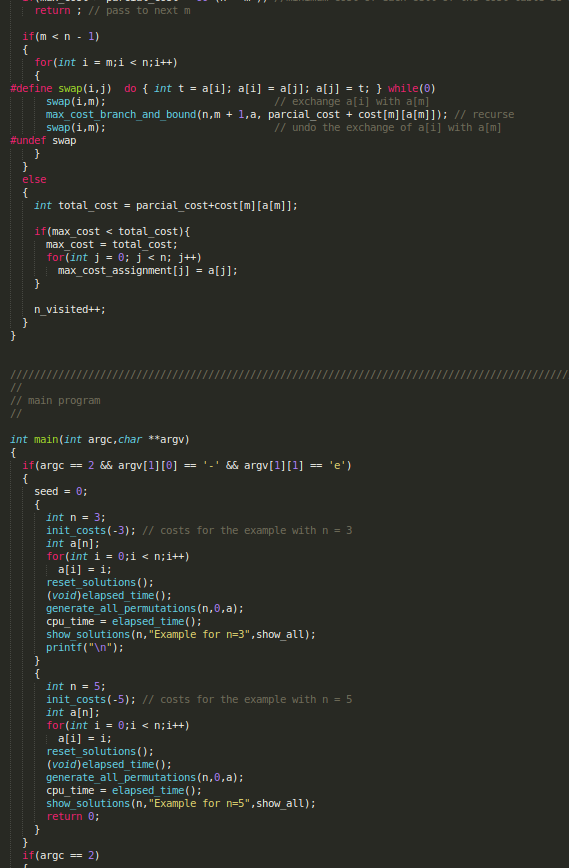 return ; // pass to next m
if(m < n - 1)
{
for(int i = m;i < n;i++)
{
#define swap(i,j)  do { int t = a[i]; a[i] = a[j]; a[j] = t; } while(0)
swap(i,m);                            // exchange a[i] with a[m]
max_cost_branch_and_bound(n,m + 1,a, parcial_cost + cost[m][a[m]]); // recurse
swap(i,m);                            // undo the exchange of a[i] with a[m]
#undef swap
}
}
else
{
int total_cost = parcial_cost+cost[m][a[m]];
if(max_cost < total_cost){
max_cost = total_cost;
for(int j = 0; j < n; j++)
max_cost_assignment[j] = a[j];
}
n_visited++;
}
}
////////////////////////////////////////////////////////////////////////////////////////////
//
// main program
//
int main(int argc,char **argv)
{
if(argc == 2 && argv[1][0] == '-' && argv[1][1] == 'e')
{
seed = 0;
{
int n = 3;
init_costs(-3); // costs for the example with n = 3
int a[n];
for(int i = 0;i < n;i++)
a[i] = i;
reset_solutions();
(void)elapsed_time();
generate_all_permutations(n,0,a);
cpu_time = elapsed_time();
show_solutions(n,"Example for n=3",show_all);
printf("\n");
}
{
int n = 5;
init_costs(-5); // costs for the example with n = 5
int a[n];
for(int i = 0;i < n;i++)
a[i] = i;
reset_solutions();
(void)elapsed_time();
generate_all_permutations(n,0,a);
cpu_time = elapsed_time();
show_solutions(n,"Example for n=5",show_all);
return 0;
}
}
if(argc == 2)